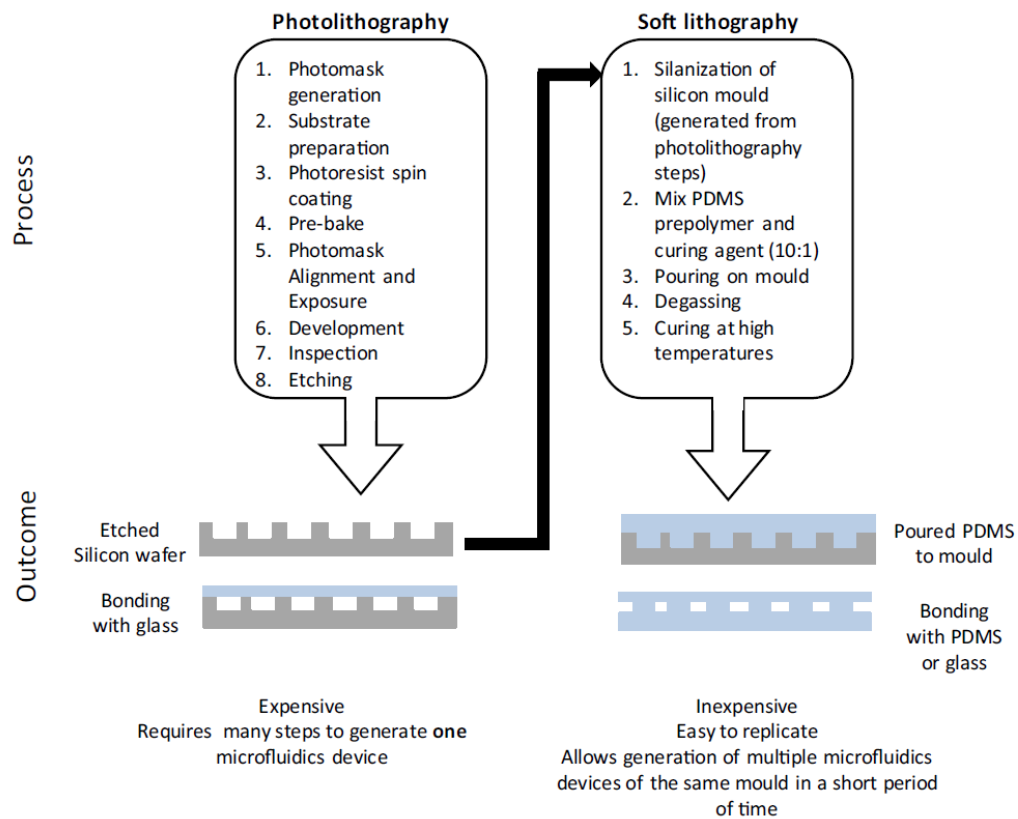 Photolithography
1. Photomask
generation
2. Substrate
preparation
3. Photoresist spin
coating
4. Pre-bake
5. Photomask
Alignment and
Exposure
6. Development
7. Inspection
8. Etching
Soft lithography
1. Silanization of
silicon mould
(generated from
photolithography
steps)
2. Mix PDMS
prepolymer and
curing agent (10:1)
3. Pouring on mould
4. Degassing
5. Curing at high
temperatures
Process
Outcome
Etched
Silicon wafer
Bonding
with glass
Poured PDMS
to mould
Bonding
with PDMS
or glass
Expensive
Requires many steps to generate one
microfluidics device
Inexpensive
Easy to replicate
Allows generation of multiple microfluidics
devices of the same mould in a short period
of time